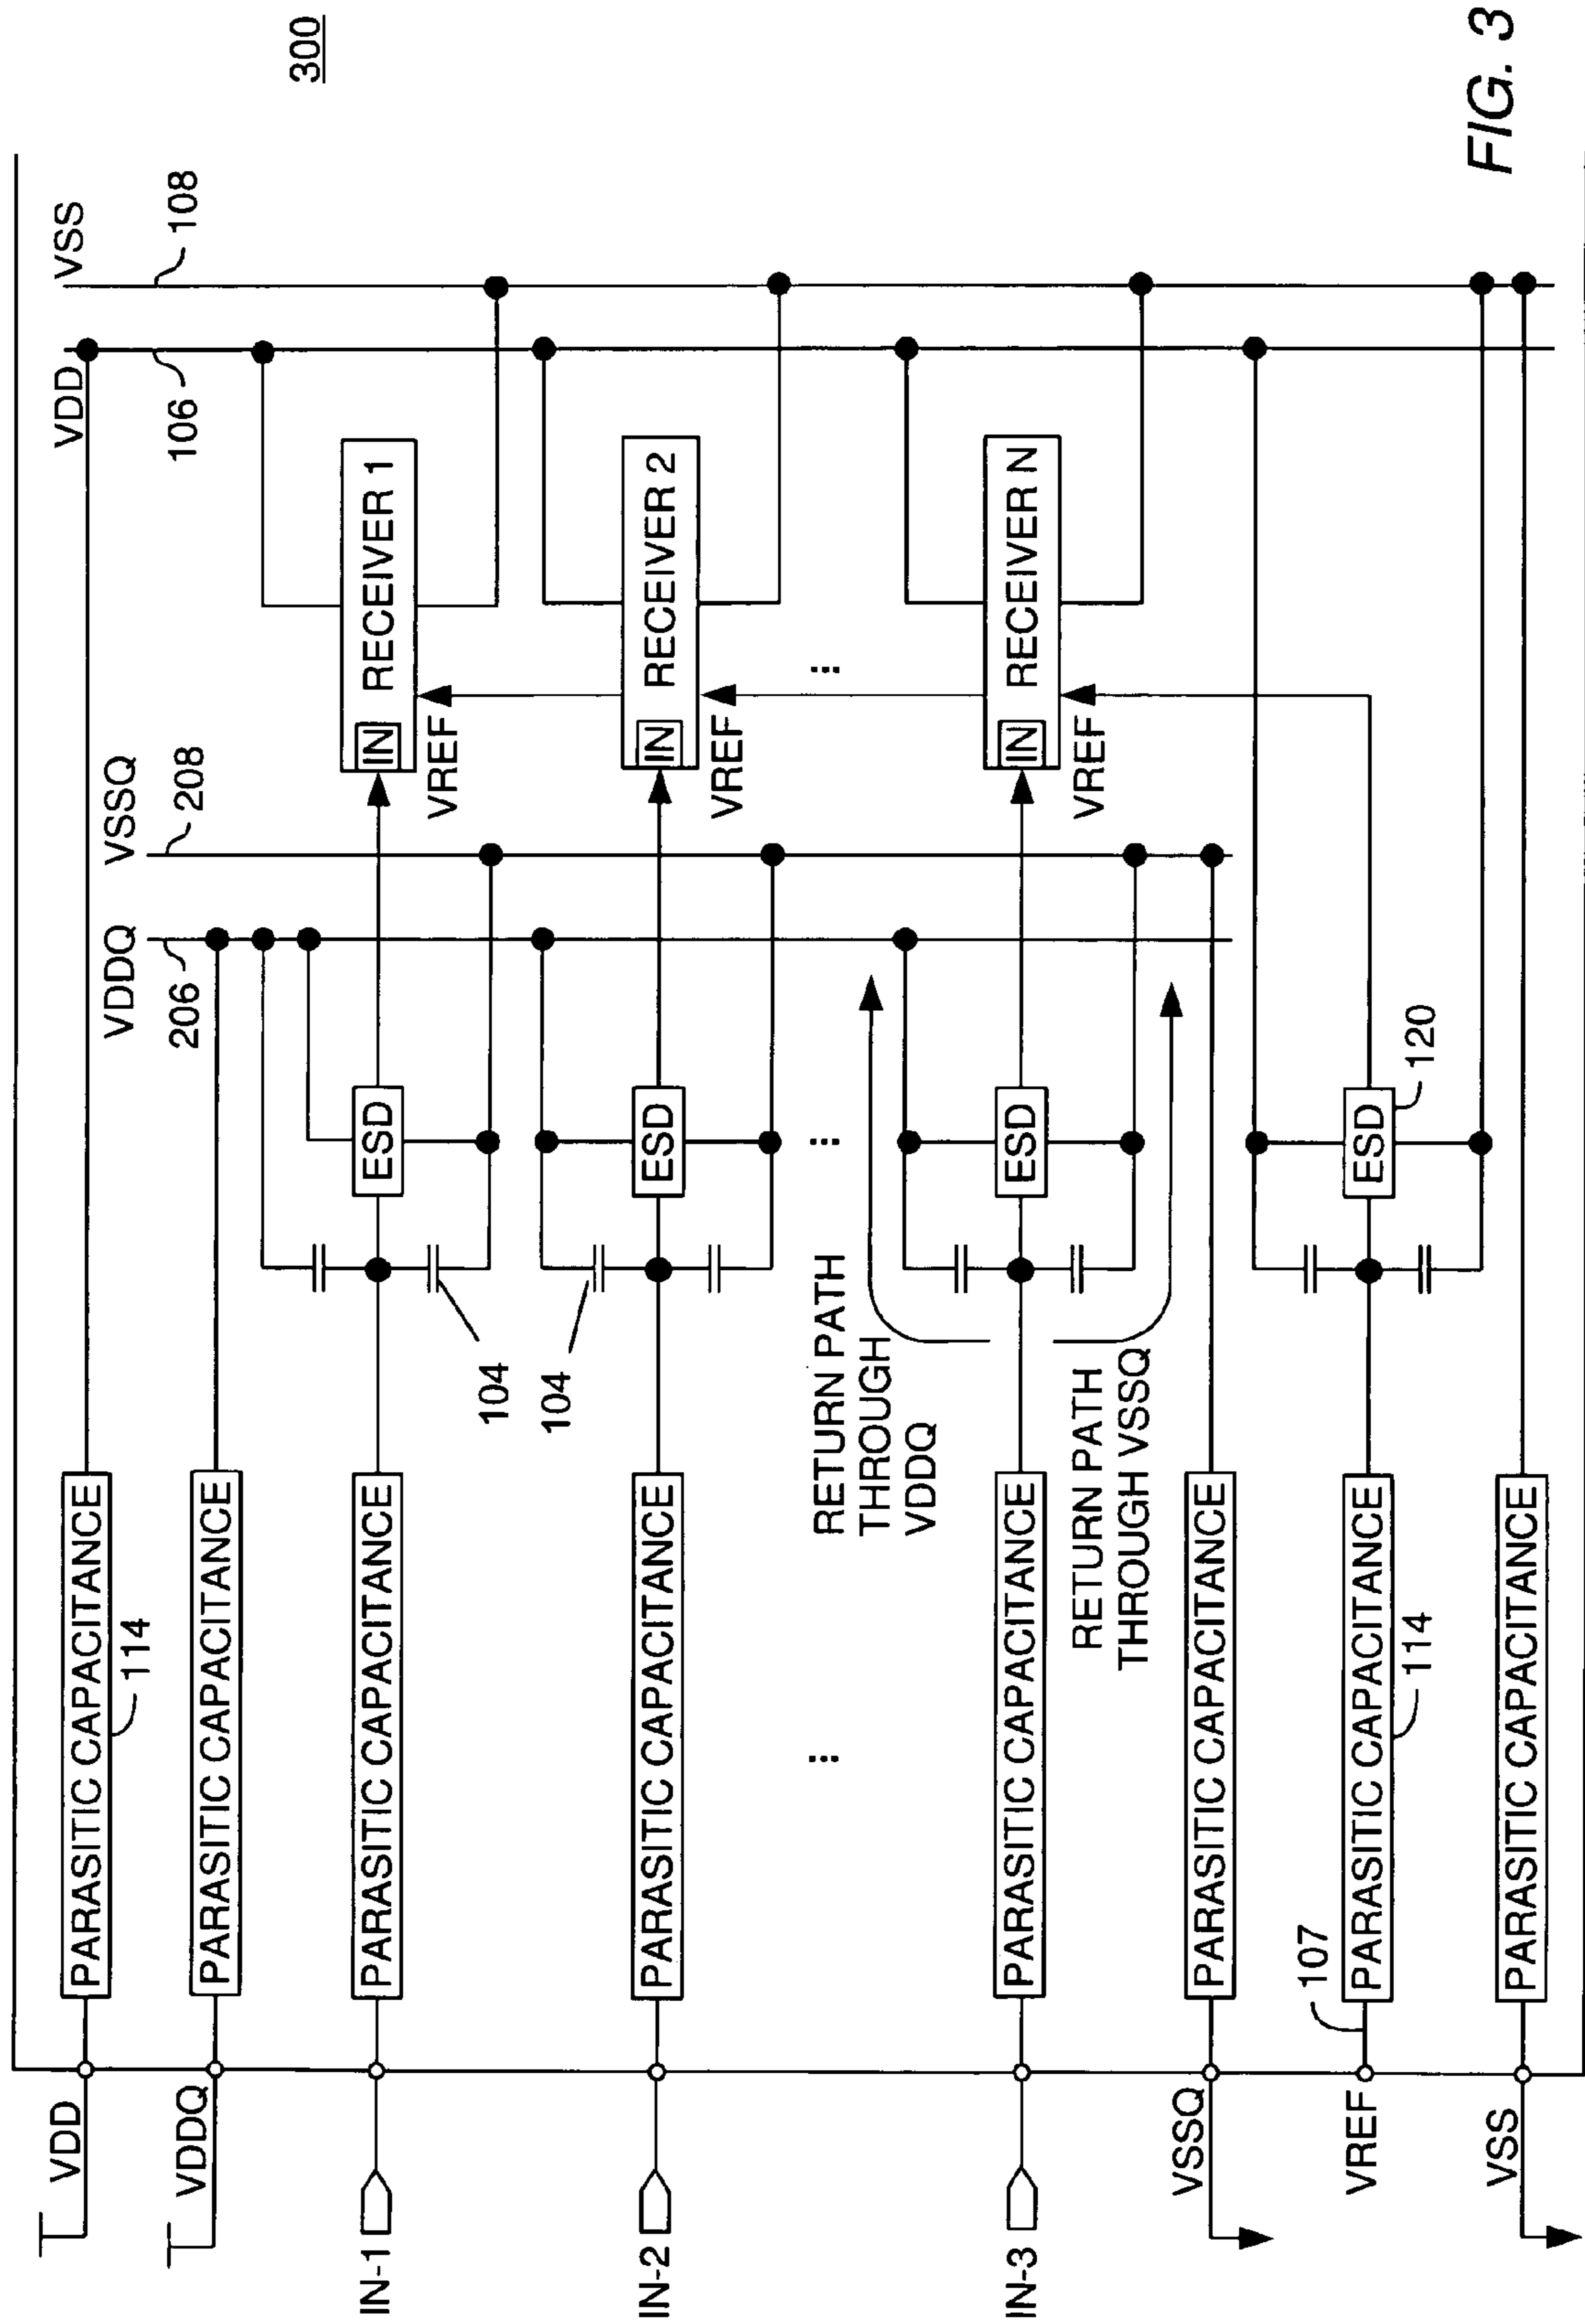 300
VDD
VSS
106
108
VDDQ
VSSQ
206
208
VDD
PARASITIC CAPACITANCE
114
VDDQ
PARASITIC CAPACITANCE
IN-1
PARASITIC CAPACITANCE
104
ESD
IN
RECEIVER 1
VREF
IN-2
PARASITIC CAPACITANCE
104
ESD
IN
RECEIVER 2
VREF
...
...
...
RETURN PATH
THROUGH
VDDQ
IN-3
PARASITIC CAPACITANCE
ESD
IN
RECEIVER N
VREF
RETURN PATH
THROUGH VSSQ
VSSQ
PARASITIC CAPACITANCE
VREF
107
PARASITIC CAPACITANCE
114
ESD
120
VSS
PARASITIC CAPACITANCE
FIG. 3